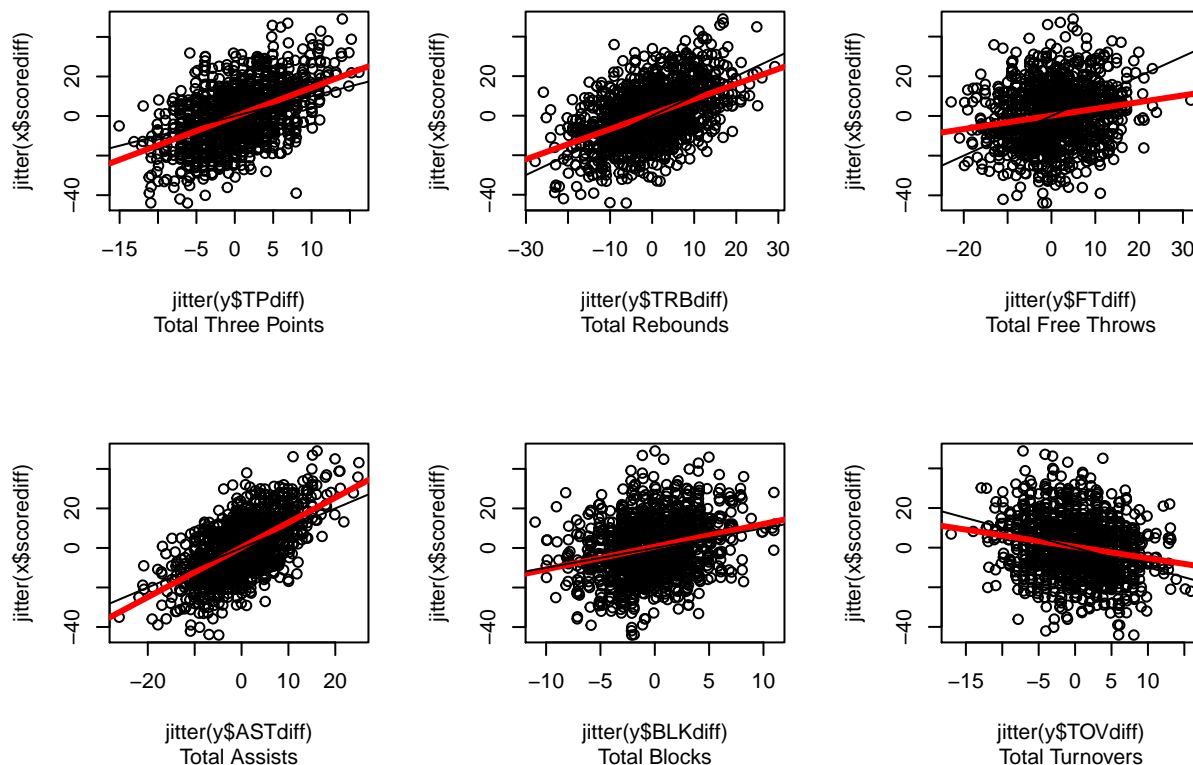 jitter(x$scorediff)
20
0
−40
−15
−5
0
5
10
jitter(y$TPdiff)
Total Three Points
jitter(x$scorediff)
20
0
−40
−30
−10
0
10
20
30
jitter(y$TRBdiff)
Total Rebounds
jitter(x$scorediff)
20
0
−40
−20
0
10
20
30
jitter(y$FTdiff)
Total Free Throws
jitter(x$scorediff)
20
0
−40
−20
0
10
20
jitter(y$ASTdiff)
Total Assists
jitter(x$scorediff)
20
0
−40
−10
−5
0
5
10
jitter(y$BLKdiff)
Total Blocks
jitter(x$scorediff)
20
0
−40
−15
−5
0
5
10
jitter(y$TOVdiff)
Total Turnovers